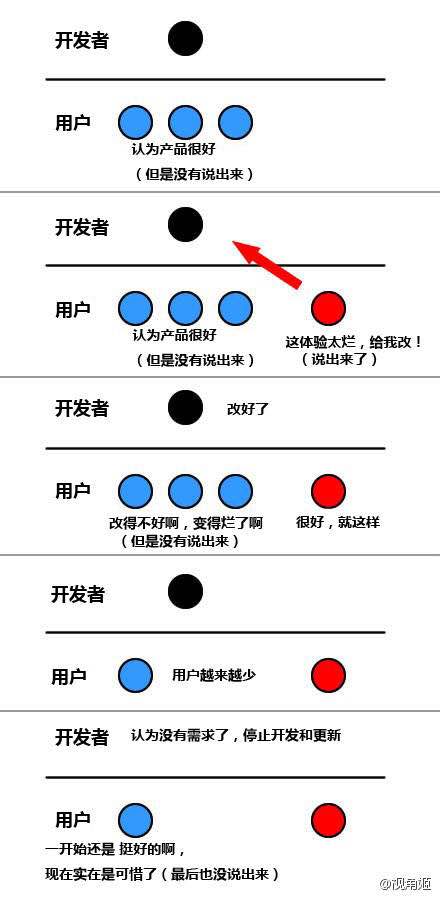 开发者
用户
认为产品很好
（但是没有说出来）
开发者
用户
认为产品很好
（但是没有说出来）
这体验太烂，给我改！
（说出来了）
开发者
改好了
用户
改得不好啊，变得烂了啊
（但是没有说出来）
很好，就这样
开发者
用户
用户越来越少
开发者
认为没有需求了，停止开发和更新
用户
一开始还是 挺好的啊，
现在实在是可惜了（最后也没说出来）
@视角姬